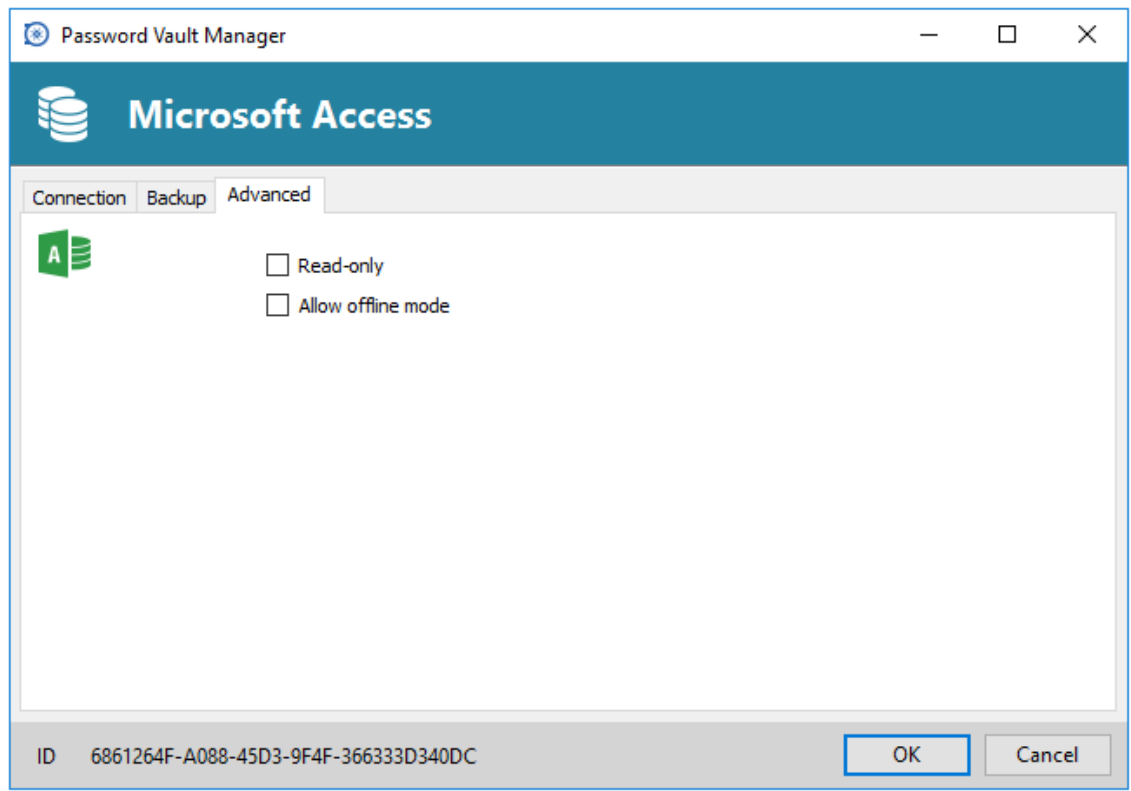 Password Vault Manager
Microsoft Access
Connection Backup Advanced
A
Read-only
Allow offline mode
ID 6861264F-A088-45D3-9F4F-366333D340DC OK Cancel